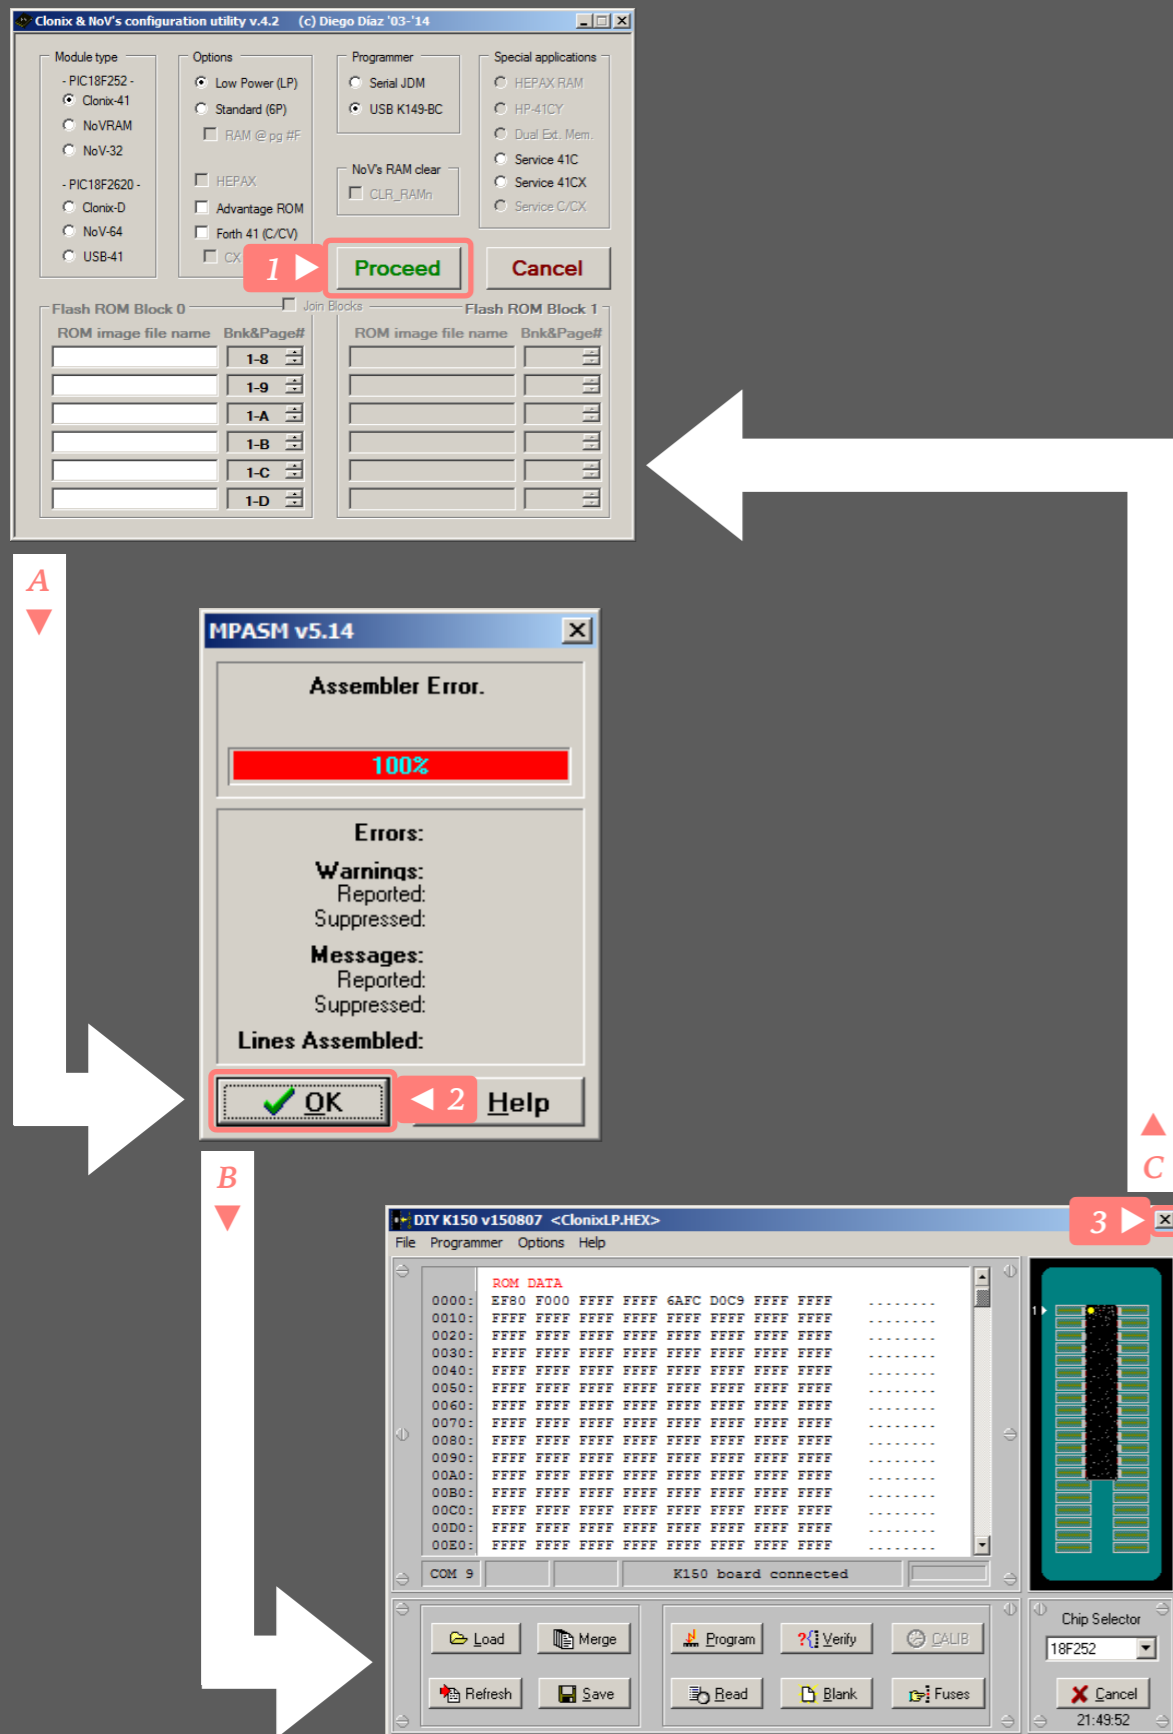 Clonix & NoV's configuration utility v.4.2 (c) Diego Díaz '03-'14
Module type
- PIC18F252 -
Clonix-41
NoVRAM
NoV-32
- PIC18F2620 -
Clonix-D
NoV-64
USB-41
Options
Low Power (LP)
Standard (6P)
RAM @ pg #F
HEPAX
Advantage ROM
Forth 41 (C/CV)
CX
Programmer
Serial JDM
USB K149-BC
NoV's RAM clear
CLR_RAMn
Special applications
HEPAX RAM
HP-41CY
Dual Ext. Mem.
Service 41C
Service 41CX
Service C/CX
1
Proceed
Cancel
Flash ROM Block 0
Join Blocks
Flash ROM Block 1
ROM image file name Bnk&Page#
ROM image file name Bnk&Page#
1-8
1-9
1-A
1-B
1-C
1-D
A
MPASM v5.14
Assembler Error.
100%
Errors:
Warnings:
Reported:
Suppressed:
Messages:
Reported:
Suppressed:
Lines Assembled:
OK
2
Help
B
C
DIY K150 v150807 <ClonixLP.HEX>
3
File Programmer Options Help
ROM DATA
0000: EF80 F000 FFFF FFFF 6AFC D0C9 FFFF FFFF ........
0010: FFFF FFFF FFFF FFFF FFFF FFFF FFFF FFFF ........
0020: FFFF FFFF FFFF FFFF FFFF FFFF FFFF FFFF ........
0030: FFFF FFFF FFFF FFFF FFFF FFFF FFFF FFFF ........
0040: FFFF FFFF FFFF FFFF FFFF FFFF FFFF FFFF ........
0050: FFFF FFFF FFFF FFFF FFFF FFFF FFFF FFFF ........
0060: FFFF FFFF FFFF FFFF FFFF FFFF FFFF FFFF ........
0070: FFFF FFFF FFFF FFFF FFFF FFFF FFFF FFFF ........
0080: FFFF FFFF FFFF FFFF FFFF FFFF FFFF FFFF ........
0090: FFFF FFFF FFFF FFFF FFFF FFFF FFFF FFFF ........
00A0: FFFF FFFF FFFF FFFF FFFF FFFF FFFF FFFF ........
00B0: FFFF FFFF FFFF FFFF FFFF FFFF FFFF FFFF ........
00C0: FFFF FFFF FFFF FFFF FFFF FFFF FFFF FFFF ........
00D0: FFFF FFFF FFFF FFFF FFFF FFFF FFFF FFFF ........
00E0: FFFF FFFF FFFF FFFF FFFF FFFF FFFF FFFF ........
1
COM 9
K150 board connected
Load
Merge
Program
Verify
CALIB
Refresh
Save
Read
Blank
Fuses
Chip Selector
18F252
Cancel
21:49:52